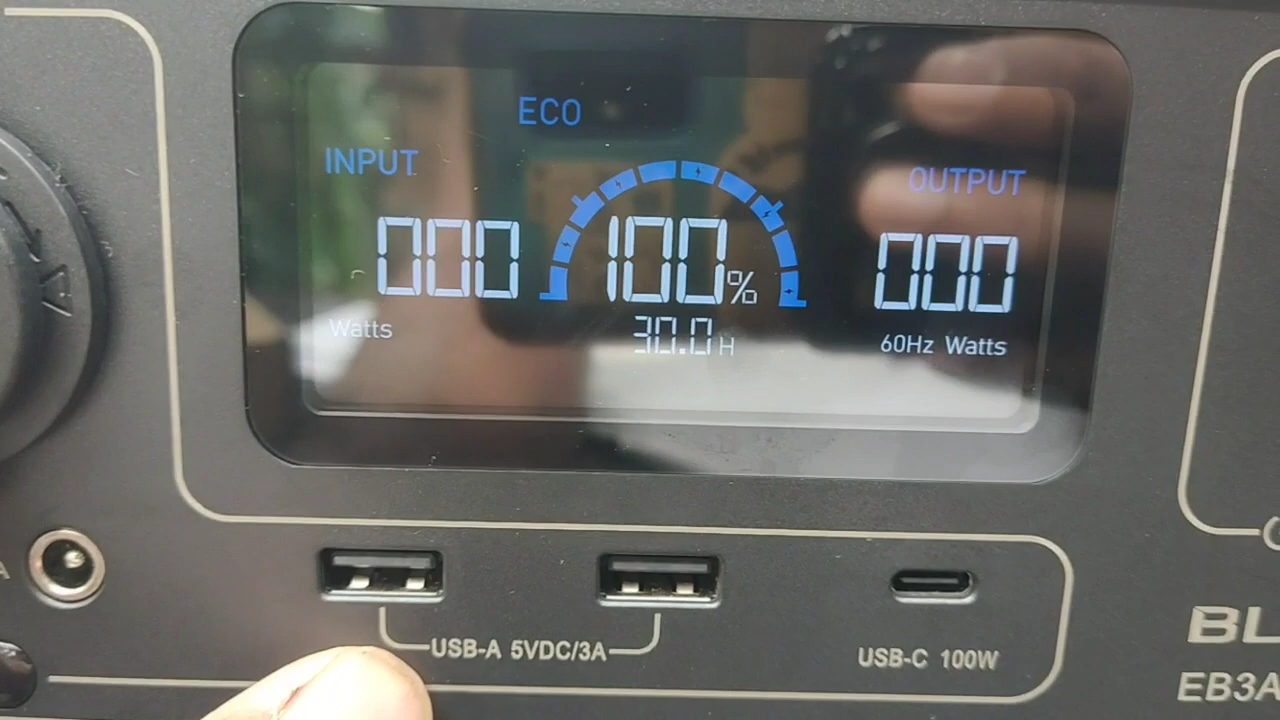 ECO
INPUT
OUTPUT
000
100%
000
Watts
30.0H
60Hz Watts
USB-A 5VDC/3A
USB-C 100W
BL
EB3A